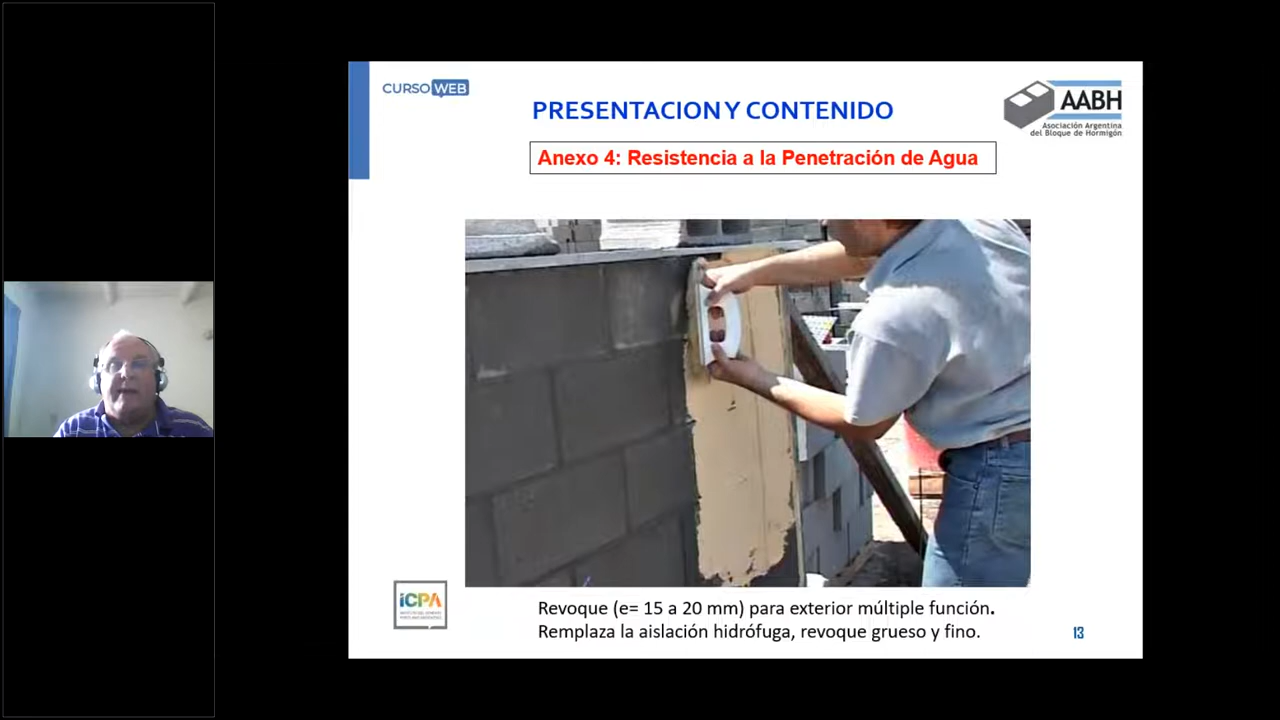 CURSO WEB
PRESENTACION Y CONTENIDO
AABH
Asociación Argentina
del Bloque de Hormigón
Anexo 4: Resistencia a la Penetración de Agua
iCPA
Revoque (e= 15 a 20 mm) para exterior múltiple función.
Remplaza la aislación hidrófuga, revoque grueso y fino.
13